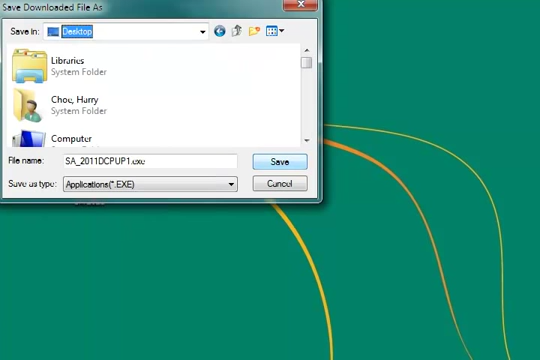 Save Downloaded File As
Save in: Desktop
Libraries
System Folder
Choe, Harry
System Folder
Computer
File name: SA_2011DCPUP1.exe Save
Save as type: Applications(*.EXE) Cancel